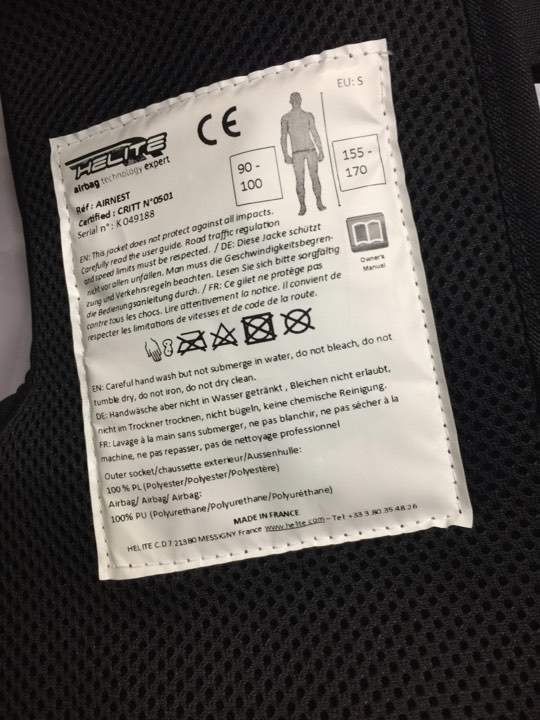 EU: S
CE
HELITE
airbag technology expert
Réf : AIRNEST
Certified : CRITT N°0501
Serial n° : K 049188
90 -
100
155 -
170
Owner's
Manual
EN: This jacket does not protect against all impacts.
Carefully read the user guide. Road traffic regulation
and speed limits must be respected. / DE: Diese Jacke schützt
nicht vor allen unfällen. Man muss die Geschwindigkeitsbegren-
zung und Verkehrsregeln beachten. Lesen Sie sich bitte sorgfältig
die Bedienungsanleitung durch. / FR: Ce gilet ne protège pas
contre tous les chocs. Lire attentivement la notice. Il convient de
respecter les limitations de vitesses et de code de la route.
EN: Careful hand wash but not submerge in water, do not bleach, do not
tumble dry, do not iron, do not dry clean.
DE: Handwäsche aber nicht in Wasser getränkt , Bleichen nicht erlaubt,
nicht im Trockner trocknen, nicht bügeln, keine chemische Reinigung.
FR: Lavage à la main sans submerger, ne pas blanchir, ne pas sécher à la
machine, ne pas repasser, pas de nettoyage professionnel
Outer socket/chaussette exterieur/Aussenhulle:
100 % PL (Polyester/Polyester/Polyestère)
Airbag/ Airbag/ Airbag:
100% PU (Polyurethane/Polyurethane/Polyuréthane)
MADE IN FRANCE
HELITE C.D 7 21380 MESSIGNY France www.helite.com – Tel +33 3.80.35.48.26